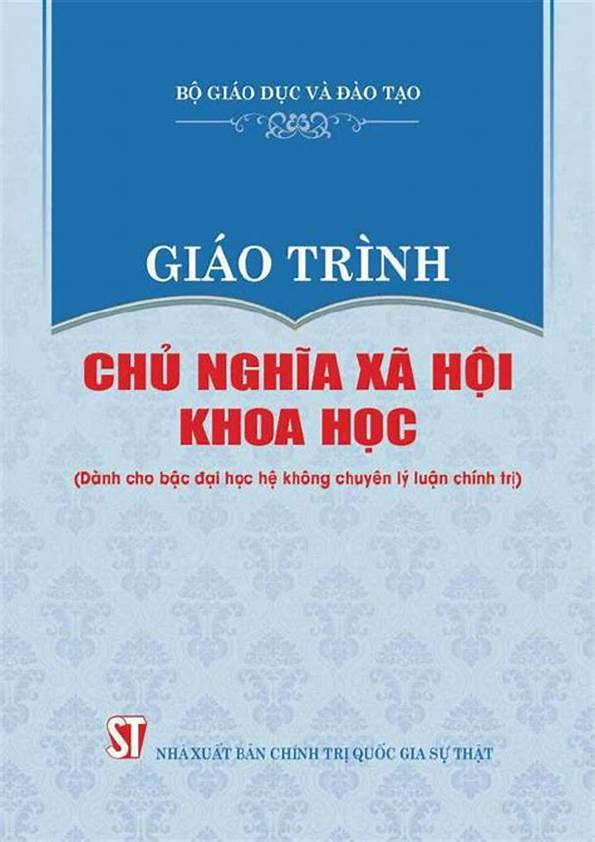 BỘ GIÁO DỤC VÀ ĐÀO TẠO
GIÁO TRÌNH
CHỦ NGHĨA XÃ HỘI
KHOA HỌC
(Dành cho bậc đại học hệ không chuyên lý luận chính trị)
ST
NHÀ XUẤT BẢN CHÍNH TRỊ QUỐC GIA SỰ THẬT